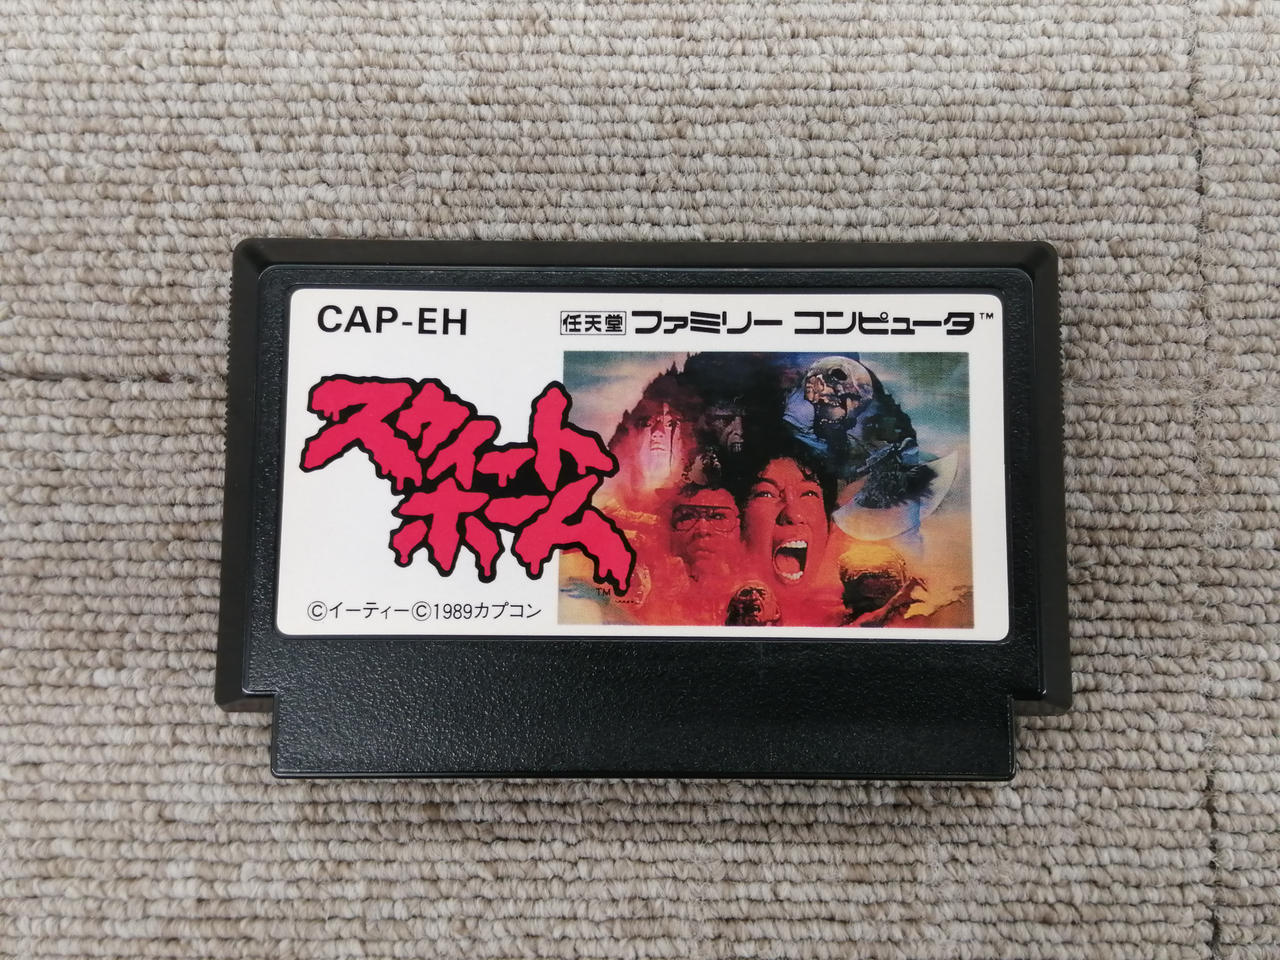 CAP-EH
任天堂 ファミリー コンピュータ™
スウィート
ホーム
™
©イーティー©1989カプコン